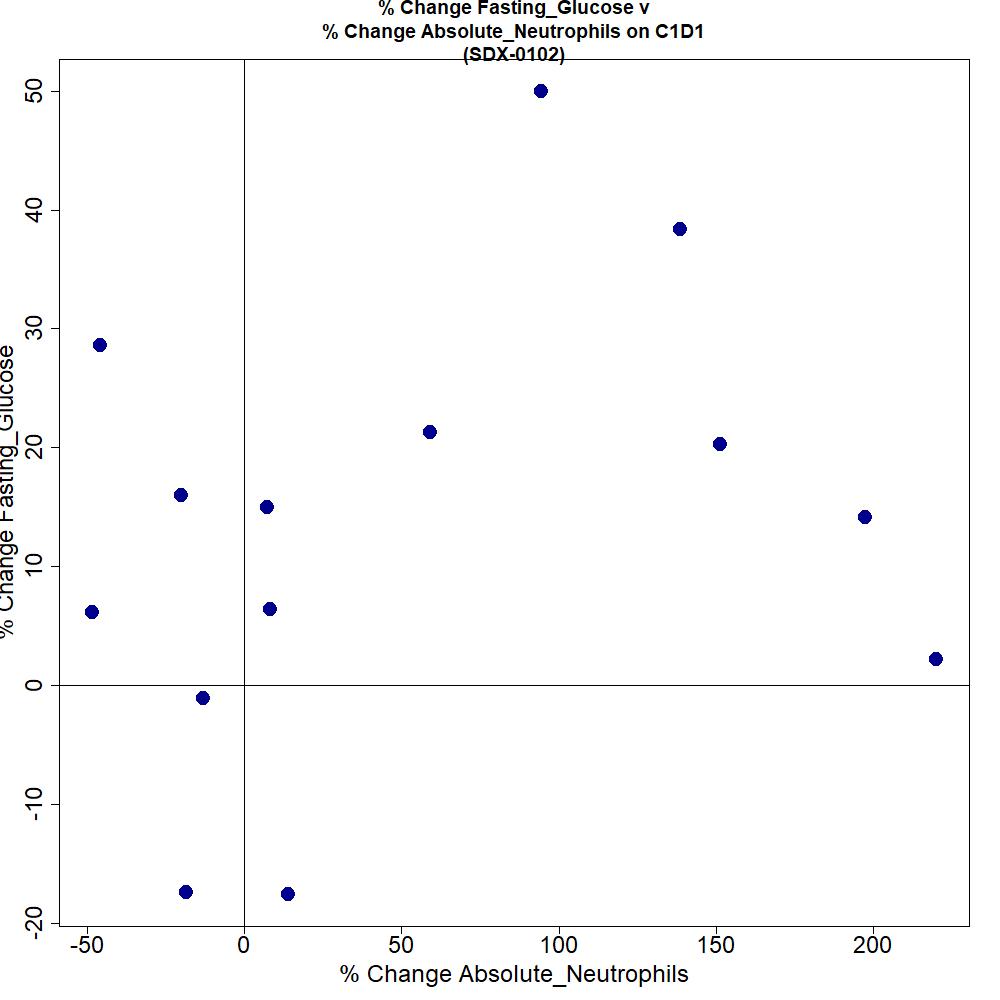 % Change Fasting_Glucose v
% Change Absolute_Neutrophils on C1D1
(SDX-0102)
% Change Fasting_Glucose
50
40
30
20
10
0
-10
-20
-50
0
50
100
150
200
% Change Absolute_Neutrophils